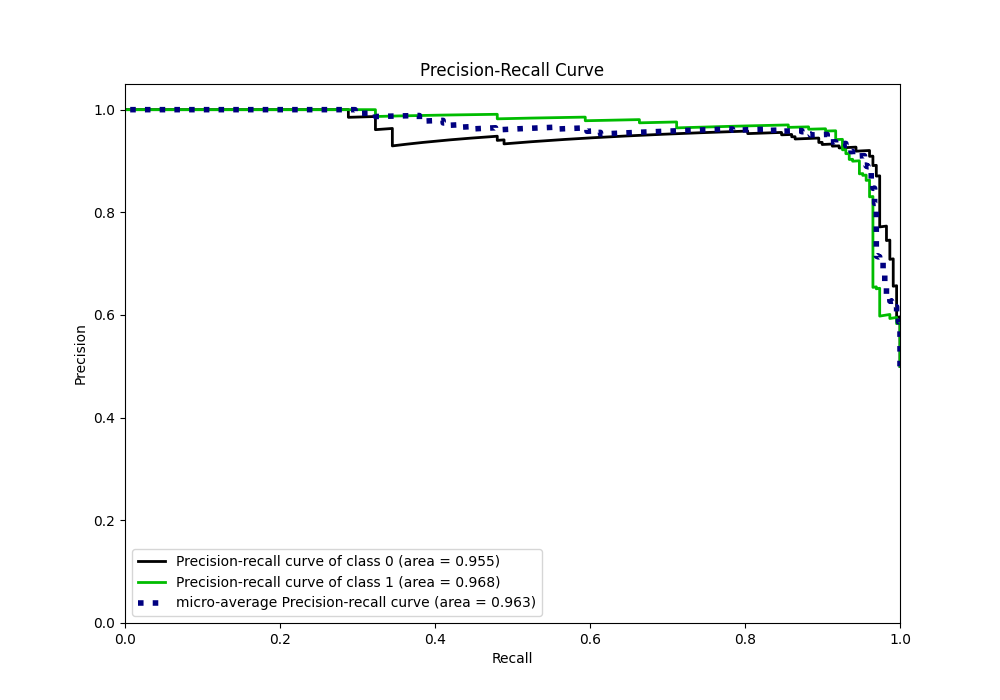 Precision-Recall Curve
1.0
0.8
0.6
0.4
0.2
0.0
Precision
Precision-recall curve of class 0 (area = 0.955)
Precision-recall curve of class 1 (area = 0.968)
micro-average Precision-recall curve (area = 0.963)
0.0 0.2 0.4 0.6 0.8 1.0
Recall